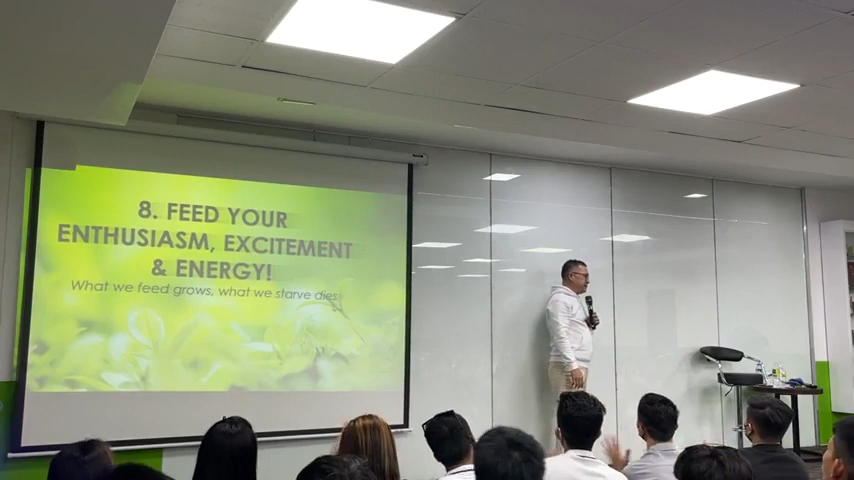 8. FEED YOUR
ENTHUSIASM, EXCITEMENT
& ENERGY!
What we feed grows, what we starve dies